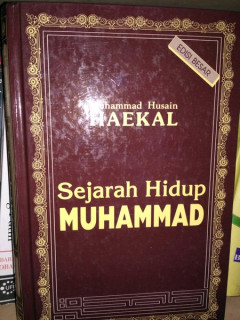 EDISI BESAR
Muhammad Husain
HAEKAL
Sejarah Hidup
MUHAMMAD